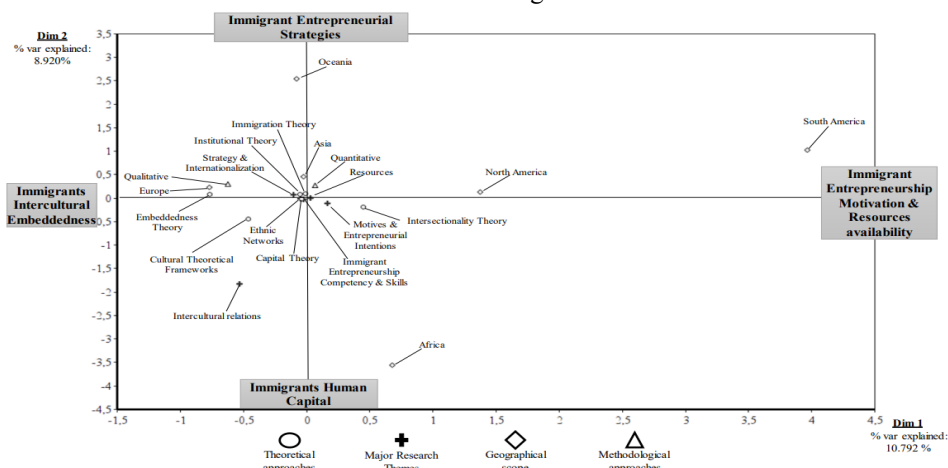 Immigrant Entrepreneurial
Strategies
Dim 2
% var explained:
8.920%
3,5
3
2,5
2
1,5
1
0,5
0
-0,5
-1
-1,5
-2
-2,5
-3
-3,5
-4
-4,5
Oceania
South America
Immigration Theory
Institutional Theory
Asia
Strategy &
Internationalization
Quantitative
Qualitative
Resources
North America
Europe
Immigrants
Intercultural
Embeddedness
Immigrant
Entrepreneurship
Motivation &
Resources
availability
Embeddedness
Theory
Ethnic
Networks
Motives &
Entrepreneurial
Intentions
Intersectionality Theory
Cultural Theoretical
Frameworks
Capital Theory
Immigrant
Entrepreneurship
Competency & Skills
Intercultural relations
Africa
Immigrants Human
Capital
-1,5 -1 -0,5 0 0,5 1 1,5 2 2,5 3 3,5 4 4,5
Dim 1
% var explained:
10.792 %
Theoretical
approaches
Major Research
Themes
Geographical
scope
Methodological
approaches